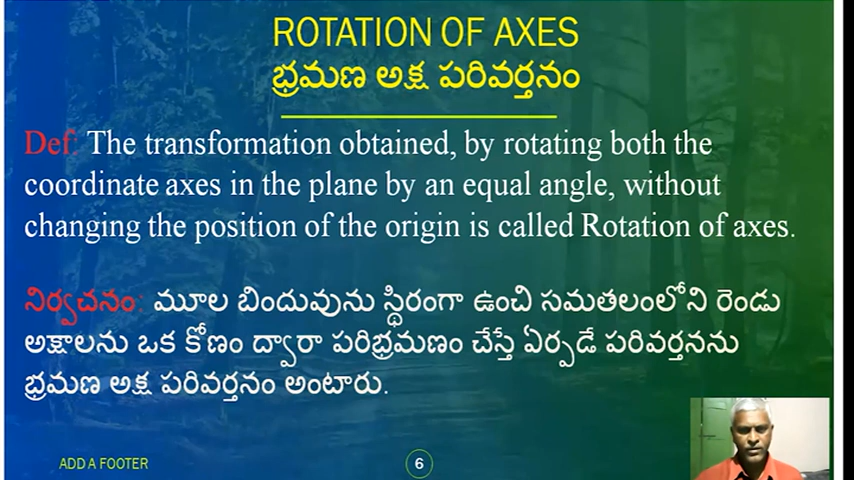 ROTATION OF AXES
భ్రమణ అక్ష పరివర్తనం
Def: The transformation obtained, by rotating both the
coordinate axes in the plane by an equal angle, without
changing the position of the origin is called Rotation of axes.
నిర్వచనం: మూల బిందువును స్థిరంగా ఉంచి సమతలంలోని రెండు
అక్షాలను ఒక కోణం ద్వారా పరిభ్రమణం చేస్తే ఏర్పడే పరివర్తనను
భ్రమణ అక్ష పరివర్తనం అంటారు.
ADD A FOOTER
6